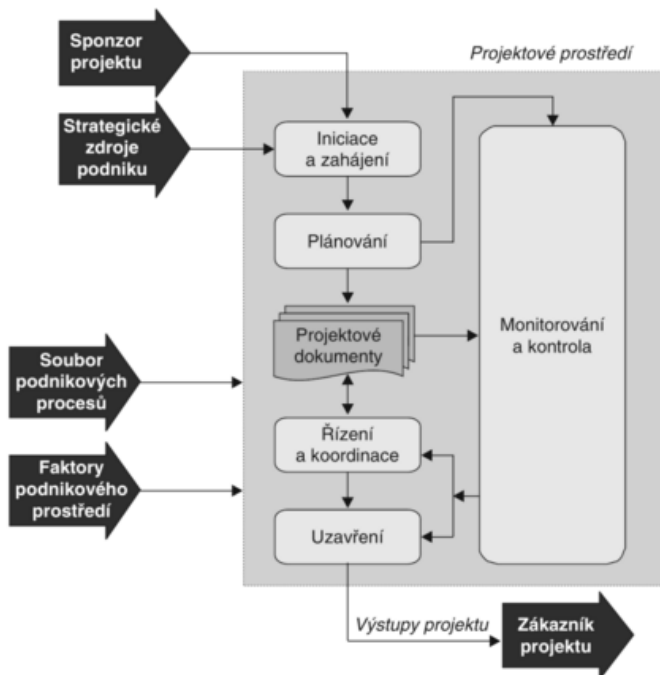 Sponzor
projektu
Projektové prostředí
Strategické
zdroje
podniku
Iniciace
a zahájení
Plánování
Projektové
dokumenty
Monitorování
a kontrola
Soubor
podnikových
procesů
Řízení
a koordinace
Faktory
podnikového
prostředí
Uzavření
Výstupy projektu
Zákazník
projektu